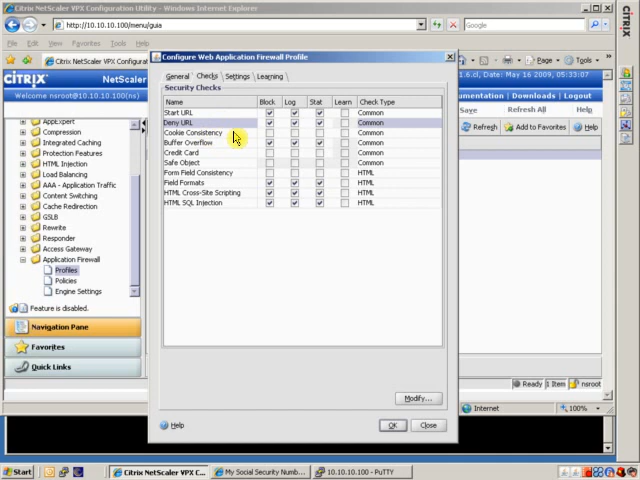 Citrix NetScaler VPX Configuration Utility - Windows Internet Explorer
http://10.10.10.100/menu/guia
Google
File Edit View Favorites Tools Help
Citrix NetScaler VPX Configurat
Page Tools
CİTRIX
NetScaler
1.6.cl, Date: May 16 2009, 05:33:07
Welcome nsroot@10.10.10.100(ns)
umentation | Downloads | Logout
Save Refresh All Help
Refresh Add to Favorites Help
AppExpert
Compression
Integrated Caching
Protection Features
HTML Injection
Load Balancing
AAA - Application Traffic
Content Switching
Cache Redirection
GSLB
Rewrite
Responder
Access Gateway
Application Firewall
Profiles
Policies
Engine Settings
Feature is disabled.
Navigation Pane
Favorites
Quick Links
Configure Web Application Firewall Profile
General Checks Settings Learning
Security Checks
Name Block Log Stat Learn Check Type
Start URL Common
Deny URL Common
Cookie Consistency Common
Buffer Overflow Common
Credit Card Common
Safe Object Common
Form Field Consistency HTML
Field Formats HTML
HTML Cross-Site Scripting HTML
HTML SQL Injection HTML
Modify...
Help OK Close
Ready 1 Item nsroot
Internet 100%
Start Citrix NetScaler VPX C... My Social Security Numb... 10.10.10.100 - PuTTY
CİTRIX